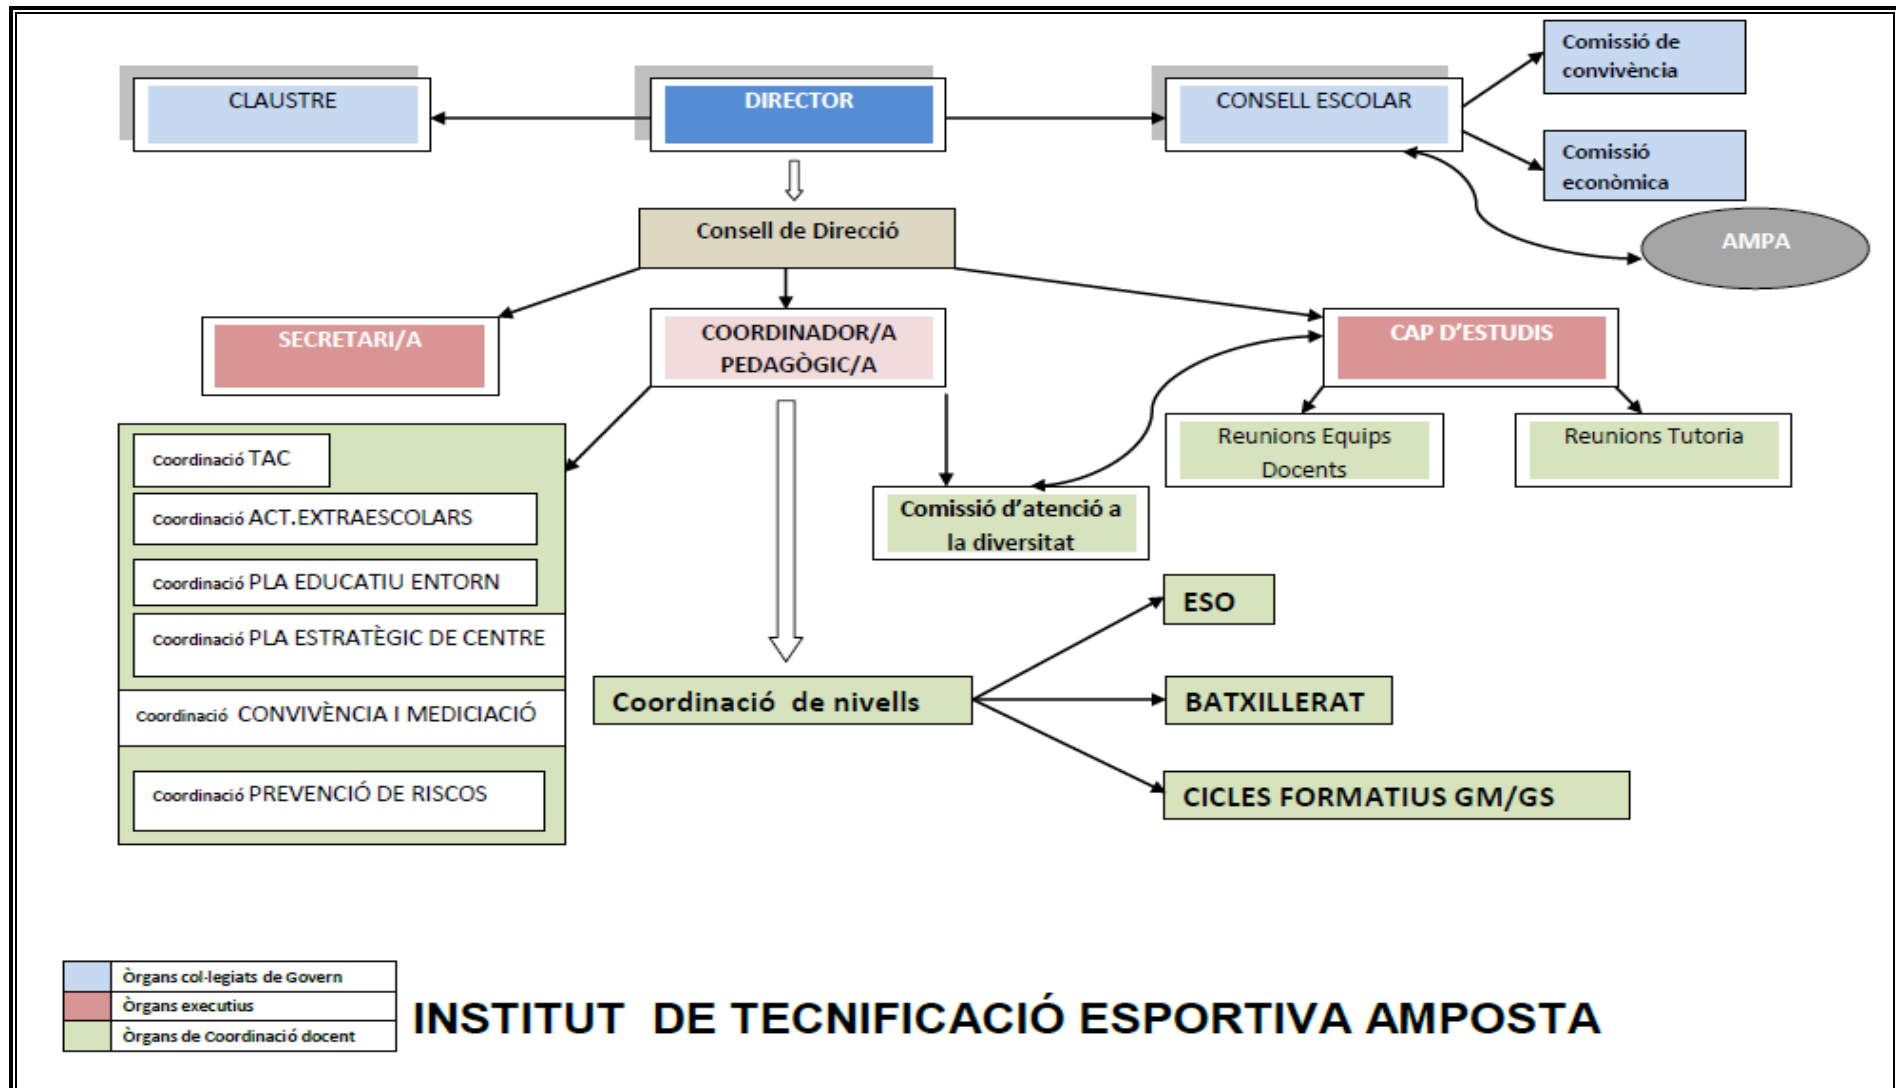 CLAUSTRE
DIRECTOR
CONSELL ESCOLAR
Comissió de
convivència
Comissió
econòmica
AMPA
Consell de Direcció
SECRETARI/A
COORDINADOR/A
PEDAGÒGIC/A
CAP D'ESTUDIS
Reunions Equips
Docents
Reunions Tutoria
Coordinació TAC
Coordinació ACT.EXTRAESCOLARS
Coordinació PLA EDUCATIU ENTORN
Coordinació PLA ESTRATÈGIC DE CENTRE
Coordinació CONVIVÈNCIA I MEDICIACIÓ
Coordinació PREVENCIÓ DE RISCOS
Comissió d'atenció a
la diversitat
Coordinació de nivells
ESO
BATXILLERAT
CICLES FORMATIUS GM/GS
Òrgans col·legiats de Govern
Òrgans executius
Òrgans de Coordinació docent
INSTITUT DE TECNIFICACIÓ ESPORTIVA AMPOSTA